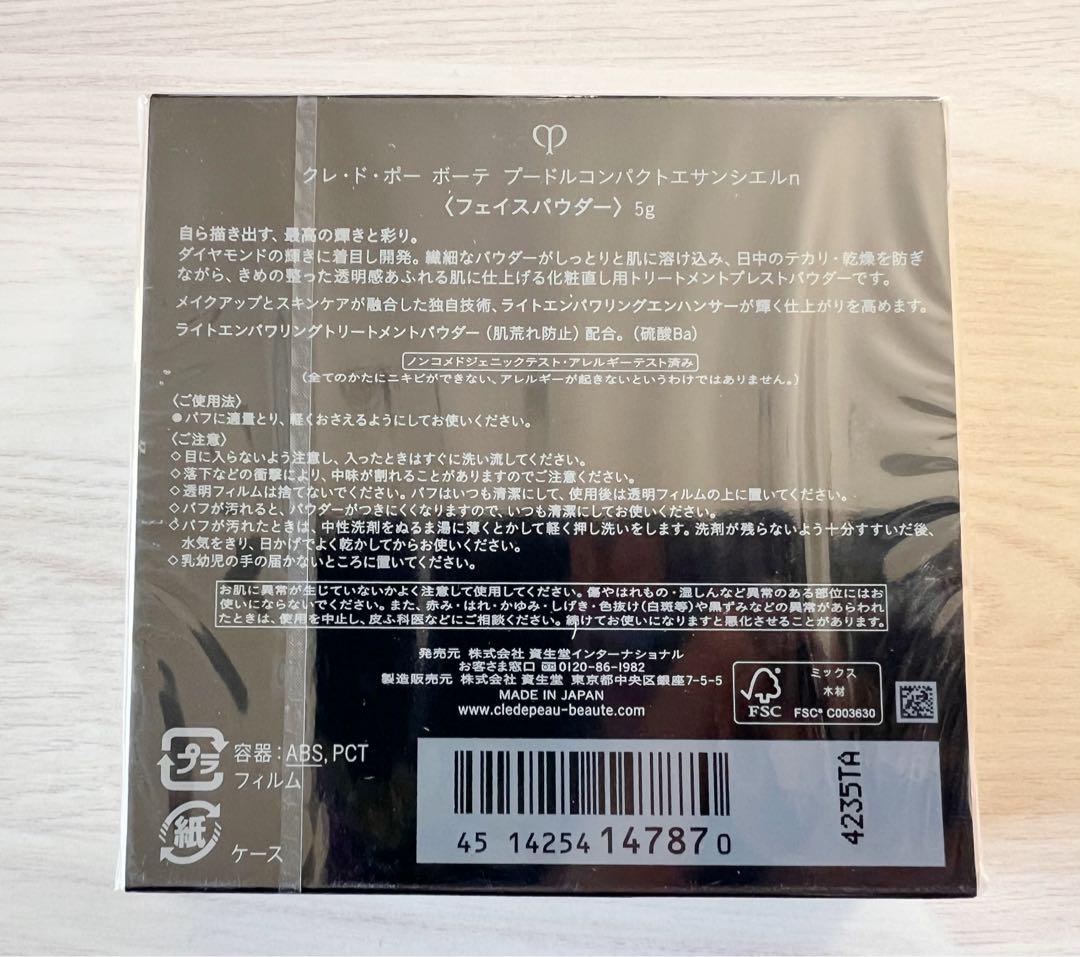 クレ・ド・ポー ボーテ プードルコンパクトエサンシエルn
〈フェイスパウダー〉5g
自ら描き出す、最高の輝きと彩り。
ダイヤモンドの輝きに着目し開発。繊細なパウダーがしっとりと肌に溶け込み、日中のテカリ・乾燥を防ぎ
ながら、きめの整った透明感あふれる肌に仕上げる化粧直し用トリートメントプレストパウダーです。
メイクアップとスキンケアが融合した独自技術、ライトエンパワリングエンハンサーが輝く仕上がりを高めます。
ライトエンパワリングトリートメントパウダー(肌荒れ防止)配合。(硫酸Ba)
ノンコメドジェニックテスト・アレルギーテスト済み
(全てのかたにニキビができない、アレルギーが起きないというわけではありません。)
〈ご使用法〉
●パフに適量とり、軽くおさえるようにしてお使いください。
〈ご注意〉
◇目に入らないよう注意し、入ったときはすぐに洗い流してください。
◇落下などの衝撃により、中味が割れることがありますのでご注意ください。
◇透明フィルムは捨てないでください。パフはいつも清潔にして、使用後は透明フィルムの上に置いてください。
◇パフが汚れると、パウダーがつきにくくなりますので、いつも清潔にしてお使いください。
◇パフが汚れたときは、中性洗剤をぬるま湯に薄くとかして軽く押し洗いをします。洗剤が残らないよう十分すすいだ後、
水気をきり、日かげでよく乾かしてからお使いください。
◇乳幼児の手の届かないところに置いてください。
お肌に異常が生じていないかよく注意して使用してください。傷やはれもの・湿しんなど異常のある部位にはお
使いにならないでください。また、赤み・はれ・かゆみ・しげき・色抜け(白斑等)や黒ずみなどの異常があらわれ
たときは、使用を中止し、皮ふ科医などにご相談ください。続けてお使いになりますと悪化させることがあります。
発売元 株式会社 資生堂インターナショナル
お客さま窓口 0120-86-1982
製造販売元 株式会社 資生堂 東京都中央区銀座7-5-5
MADE IN JAPAN
www.cledepeau-beaute.com
FSC
ミックス
木材
FSC® C003630
プラ
容器:ABS, PCT
フィルム
紙
ケース
45 14254 14787 0
4235TA